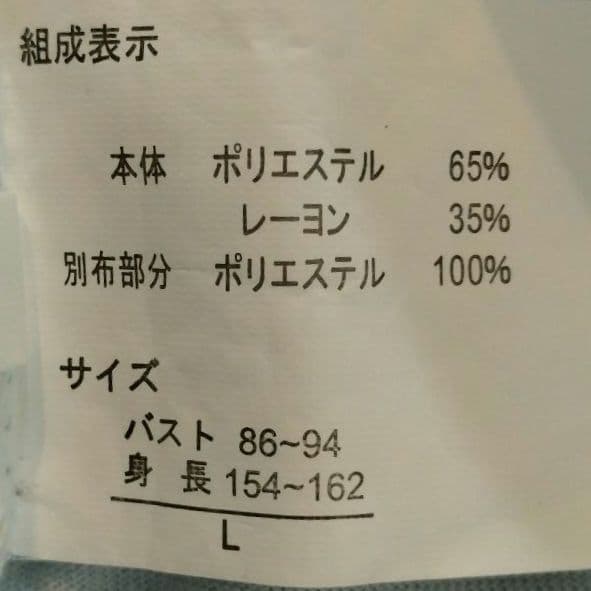 組成表示
本体 ポリエステル 65%
レーヨン 35%
別布部分 ポリエステル 100%
サイズ
バスト 86~94
身長 154~162
L